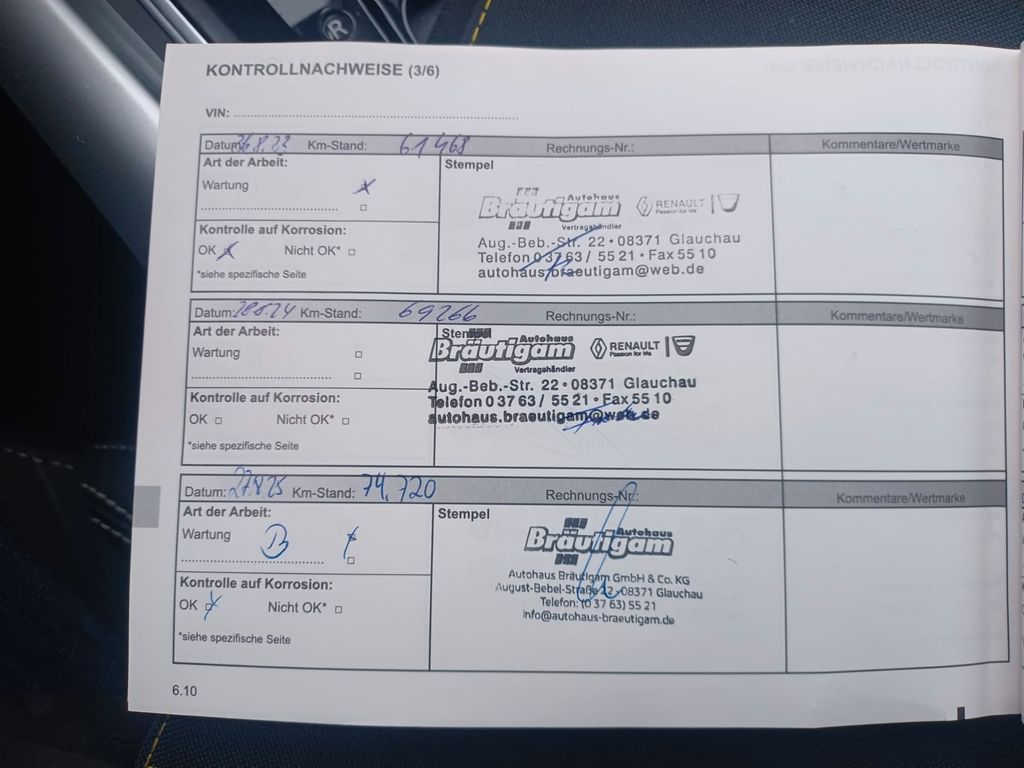 R
KONTROLLNACHWEISE (3/6)
VIN:
Datum: Km-Stand: 61468 Rechnungs-Nr.: Kommentare/Wertmarke
Art der Arbeit: Stempel
Wartung
Autohaus
Bräutigam RENAULT
Passion for life
Vertragshändler
Kontrolle auf Korrosion:
Aug.-Beb.-Str. 22 • 08371 Glauchau
OK Nicht OK*
Telefon 0 37 63 / 55 21 • Fax 55 10
*siehe spezifische Seite
autohaus.braeutigam@web.de
Datum: Km-Stand: 69266 Rechnungs-Nr.: Kommentare/Wertmarke
Art der Arbeit: Stempel
Wartung
Autohaus
Bräutigam RENAULT
Passion for life
Vertragshändler
Aug.-Beb.-Str. 22 • 08371 Glauchau
Kontrolle auf Korrosion:
Telefon 0 37 63 / 55 21 • Fax 55 10
OK Nicht OK*
autohaus.braeutigam@web.de
*siehe spezifische Seite
Datum: 27.8.25 Km-Stand: 74.720 Rechnungs-Nr.: Kommentare/Wertmarke
Art der Arbeit: Stempel
Wartung B
Autohaus
Bräutigam
Kontrolle auf Korrosion:
Autohaus Bräutigam GmbH & Co. KG
August-Bebel-Straße 22 · 08371 Glauchau
OK Nicht OK*
Telefon: (0 37 63) 55 21
info@autohaus-braeutigam.de
*siehe spezifische Seite
6.10